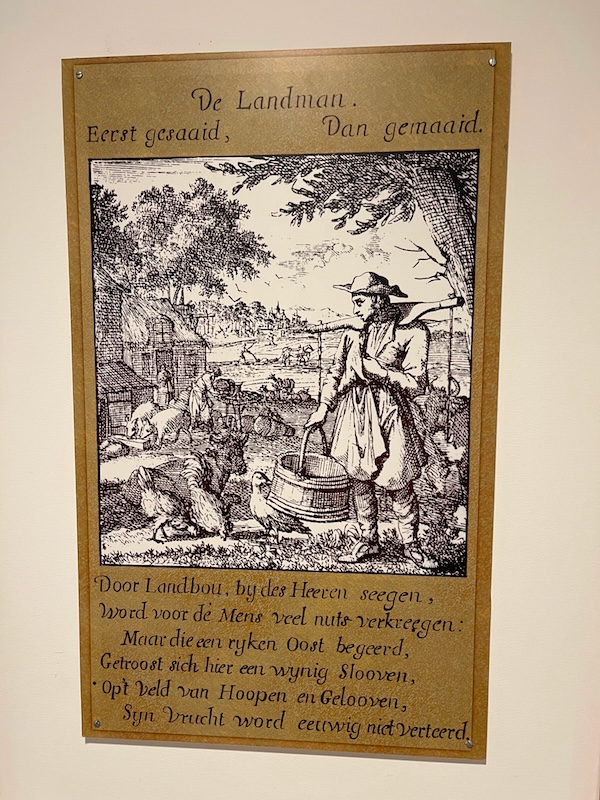 De Landman.
Eerst gesaaid, Dan gemaaid.
Door Landbou, by des Heeren seegen,
Word voor de Mens veel nuts verkreegen:
Maar die een ryken Oost begeerd,
Getroost sich hier een wynig Slooven,
Op't Veld van Hoopen en Gelooven,
Syn Vrucht word eeuwig niet verteerd.